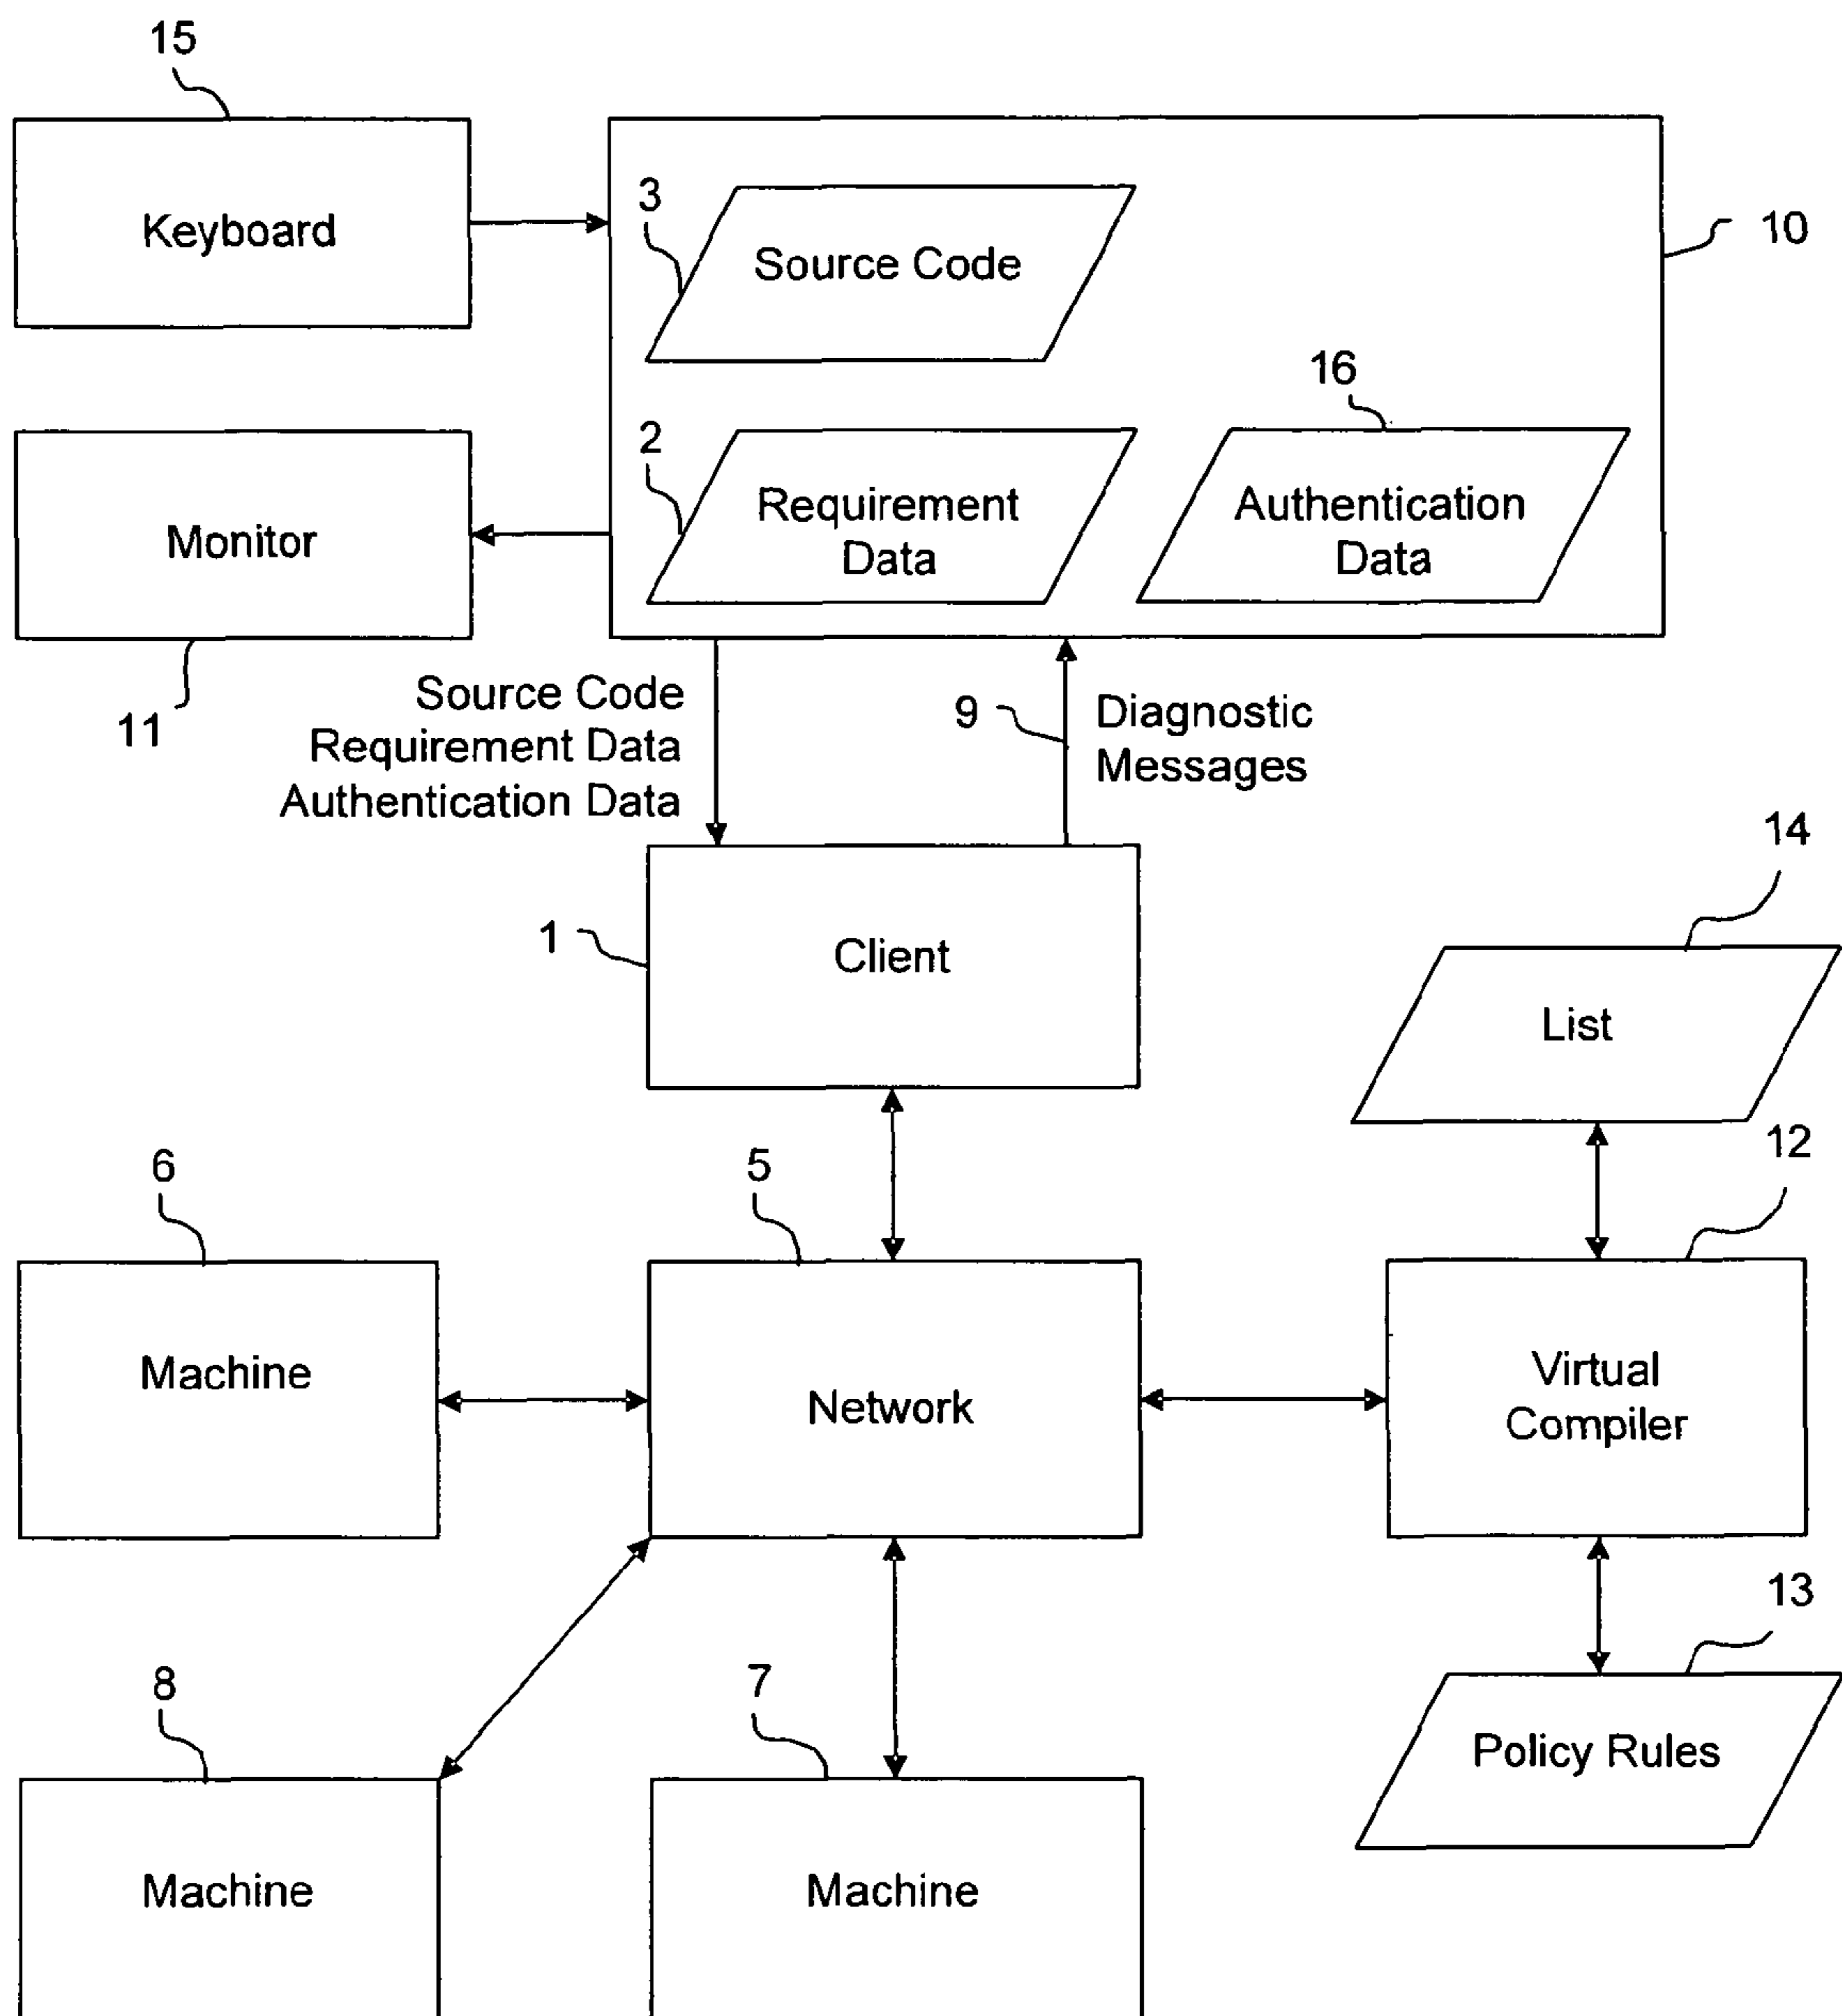 15
Keyboard
3
Source Code
10
16
2
Requirement
Data
Authentication
Data
Monitor
11
Source Code
Requirement Data
Authentication Data
9
Diagnostic
Messages
14
1
Client
List
12
6
5
Machine
Network
Virtual
Compiler
13
8
7
Policy Rules
Machine
Machine